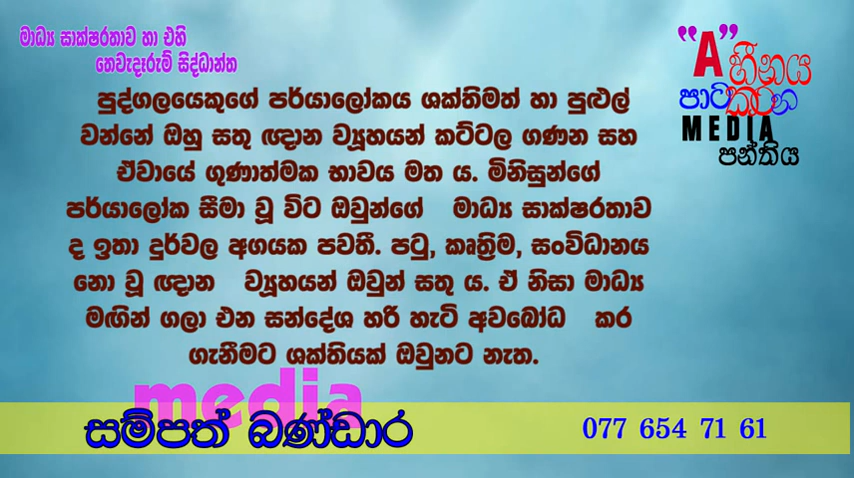 මාධ්‍ය සාක්ෂරතාව හා එහි
තෙවැදෑරුම් සිද්ධාන්ත
"A" හීනය
පාට කරන
MEDIA
පන්තිය
පුද්ගලයෙකුගේ පර්යාලෝකය ශක්තිමත් හා පුළුල්
වන්නේ ඔහු සතු ඥාන ව්‍යූහයන් කට්ටල ගණන සහ
ඒවායේ ගුණාත්මක භාවය මත ය. මිනිසුන්ගේ
පර්යාලෝක සීමා වූ විට ඔවුන්ගේ මාධ්‍ය සාක්ෂරතාව
ද ඉතා දුර්වල අගයක පවතී. පටු, කෘත්‍රිම, සංවිධානය
නො වූ ඥාන ව්‍යූහයන් ඔවුන් සතු ය. ඒ නිසා මාධ්‍ය
මඟින් ගලා එන සන්දේශ හරි හැටි අවබෝධ කර
ගැනීමට ශක්තියක් ඔවුනට නැත.
media
සම්පත් බණ්ඩාර
077 654 71 61